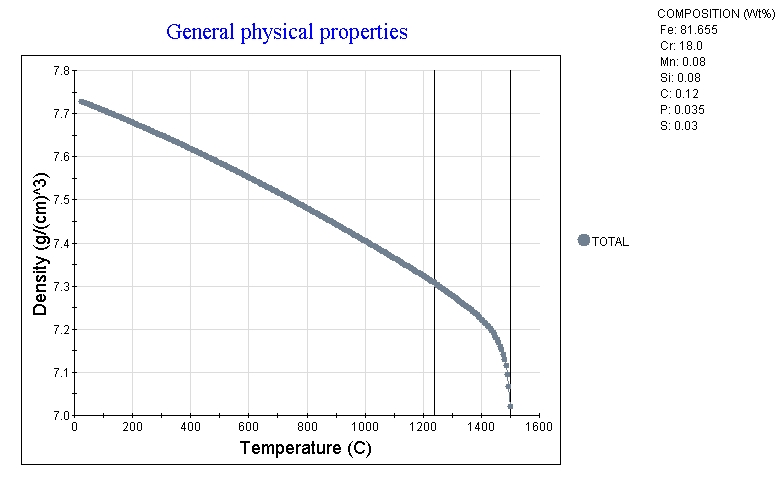 General physical properties
COMPOSITION (Wt%)
Fe: 81.655
Cr: 18.0
Mn: 0.08
Si: 0.08
C: 0.12
P: 0.035
S: 0.03
7.8
7.7
7.6
7.5
7.4
7.3
7.2
7.1
7.0
Density (g/(cm)^3)
0 200 400 600 800 1000 1200 1400 1600
Temperature (C)
TOTAL